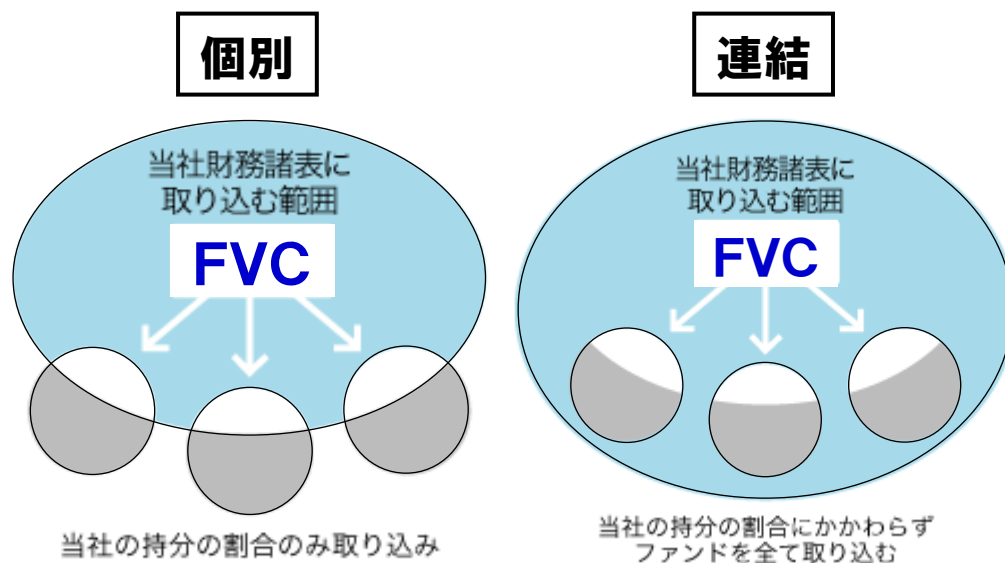 個別
当社財務諸表に
取り込む範囲
FVC
当社の持分の割合のみ取り込み
連結
当社財務諸表に
取り込む範囲
FVC
当社の持分の割合にかかわらず
ファンドを全て取り込む